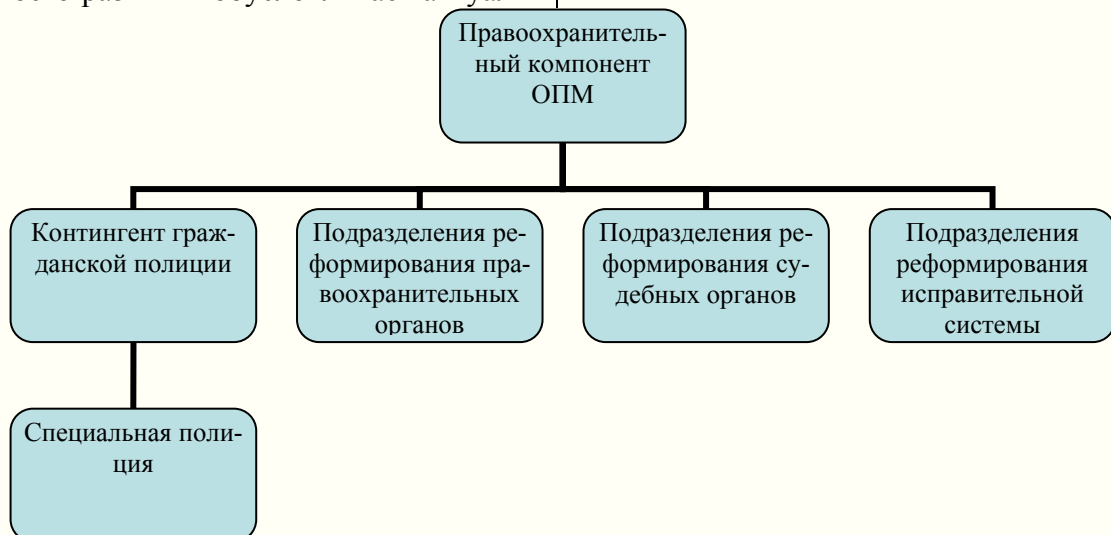 Правоохранитель-
ный компонент
ОПМ
Контингент граж-
данской полиции
Подразделения ре-
формирования пра-
воохранительных
органов
Подразделения ре-
формирования су-
дебных органов
Подразделения
реформирования
исправительной
системы
Специальная поли-
ция